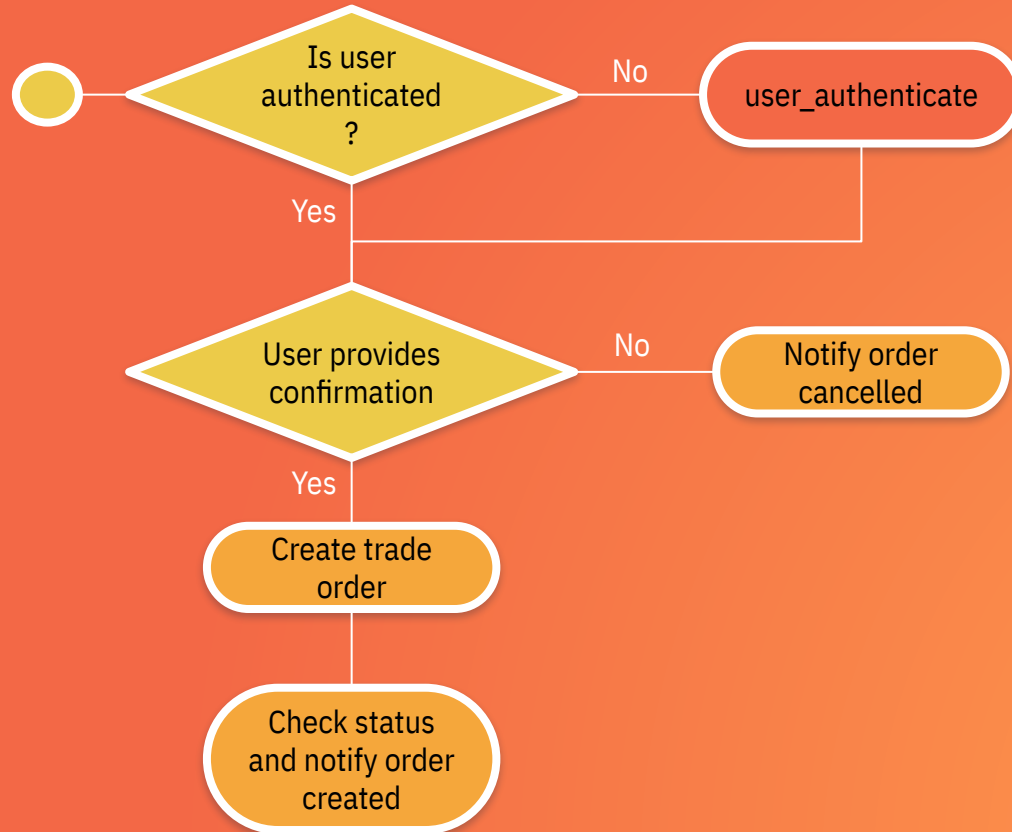 Is user
authenticated
?
No
user_authenticate
Yes
User provides
confirmation
No
Notify order
cancelled
Yes
Create trade
order
Check status
and notify order
created